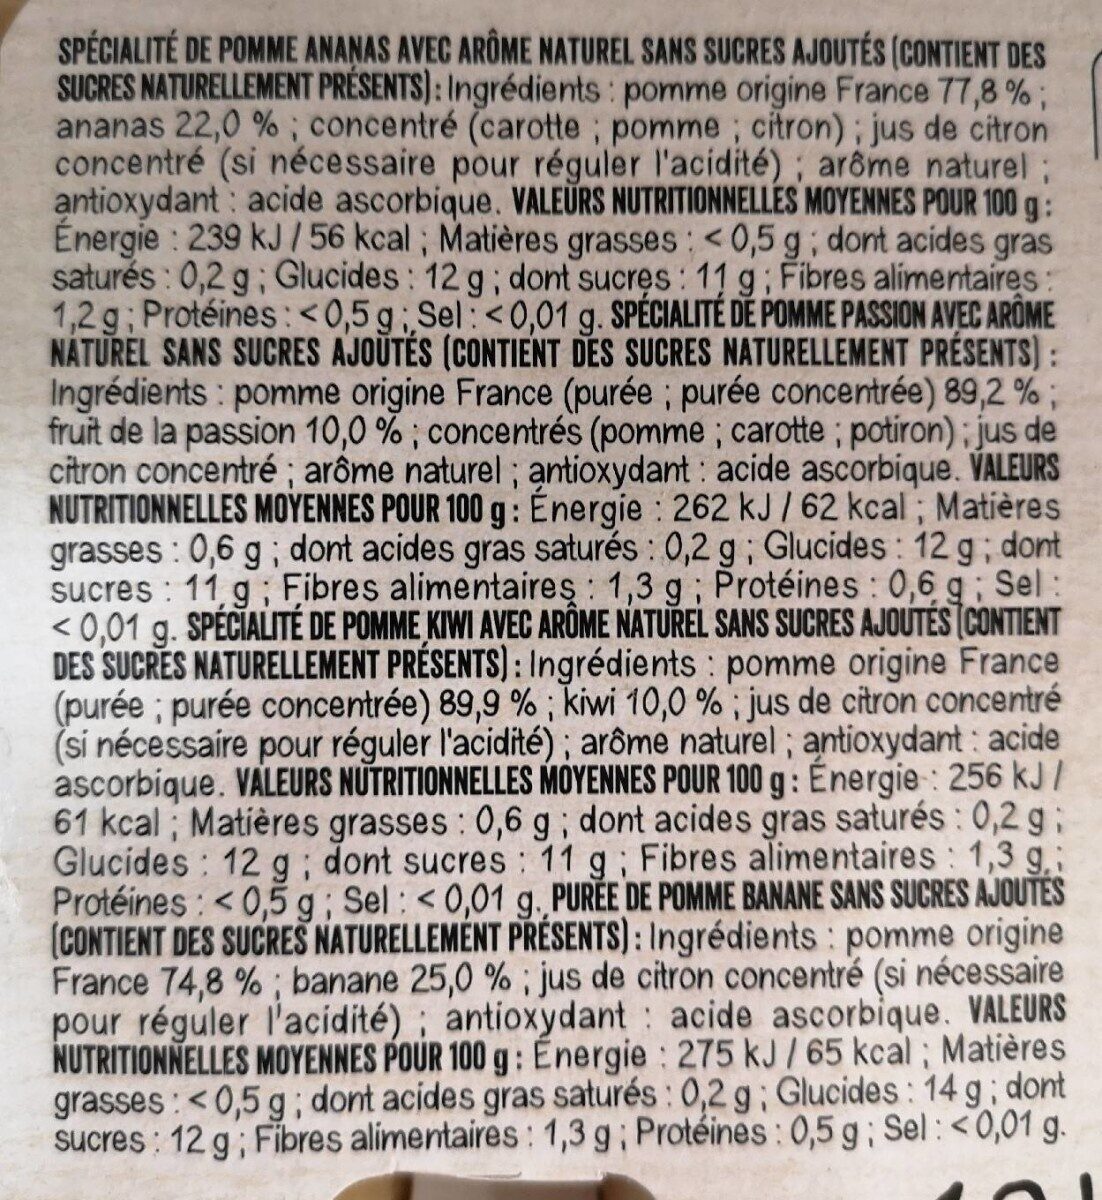 SPÉCIALITÉ DE POMME ANANAS AVEC ARÔME NATUREL SANS SUCRES AJOUTÉS (CONTIENT DES
SUCRES NATURELLEMENT PRÉSENTS) : Ingrédients : pomme origine France 77,8 % ;
ananas 22,0 % ; concentré (carotte ; pomme ; citron) ; jus de citron
concentré (si nécessaire pour réguler l'acidité) ; arôme naturel ;
antioxydant : acide ascorbique. VALEURS NUTRITIONNELLES MOYENNES POUR 100 g :
Énergie : 239 kJ / 56 kcal ; Matières grasses : < 0,5 g ; dont acides gras
saturés : 0,2 g ; Glucides : 12 g ; dont sucres : 11 g ; Fibres alimentaires :
1,2 g ; Protéines : < 0,5 g ; Sel : < 0,01 g. SPÉCIALITÉ DE POMME PASSION AVEC ARÔME
NATUREL SANS SUCRES AJOUTÉS (CONTIENT DES SUCRES NATURELLEMENT PRÉSENTS) :
Ingrédients : pomme origine France (purée ; purée concentrée) 89,2 % ;
fruit de la passion 10,0 % ; concentrés (pomme ; carotte ; potiron) ; jus de
citron concentré ; arôme naturel ; antioxydant : acide ascorbique. VALEURS
NUTRITIONNELLES MOYENNES POUR 100 g : Énergie : 262 kJ / 62 kcal ; Matières
grasses : 0,6 g ; dont acides gras saturés : 0,2 g ; Glucides : 12 g ; dont
sucres : 11 g ; Fibres alimentaires : 1,3 g ; Protéines : 0,6 g ; Sel :
< 0,01 g. SPÉCIALITÉ DE POMME KIWI AVEC ARÔME NATUREL SANS SUCRES AJOUTÉS (CONTIENT
DES SUCRES NATURELLEMENT PRÉSENTS) : Ingrédients : pomme origine France
(purée ; purée concentrée) 89,9 % ; kiwi 10,0 % ; jus de citron concentré
(si nécessaire pour réguler l'acidité) ; arôme naturel ; antioxydant : acide
ascorbique. VALEURS NUTRITIONNELLES MOYENNES POUR 100 g : Énergie : 256 kJ /
61 kcal ; Matières grasses : 0,6 g ; dont acides gras saturés : 0,2 g ;
Glucides : 12 g ; dont sucres : 11 g ; Fibres alimentaires : 1,3 g ;
Protéines : < 0,5 g ; Sel : < 0,01 g. PURÉE DE POMME BANANE SANS SUCRES AJOUTÉS
(CONTIENT DES SUCRES NATURELLEMENT PRÉSENTS) : Ingrédients : pomme origine
France 74,8 % ; banane 25,0 % ; jus de citron concentré (si nécessaire
pour réguler l'acidité) ; antioxydant : acide ascorbique. VALEURS
NUTRITIONNELLES MOYENNES POUR 100 g : Énergie : 275 kJ / 65 kcal ; Matières
grasses : < 0,5 g ; dont acides gras saturés : 0,2 g ; Glucides : 14 g ; dont
sucres : 12 g ; Fibres alimentaires : 1,3 g ; Protéines : 0,5 g ; Sel : < 0,01 g.